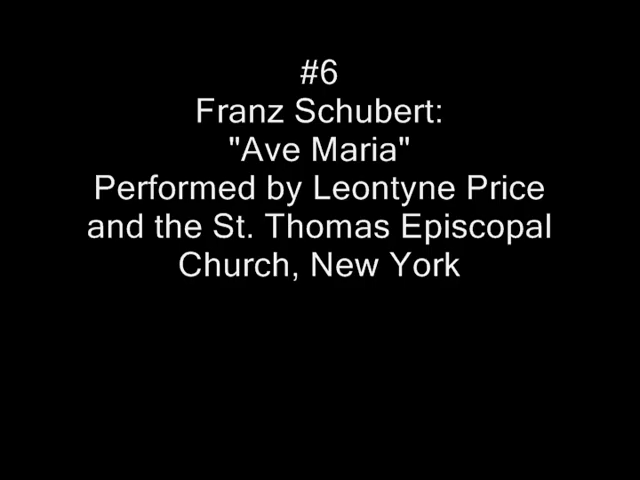 #6
Franz Schubert:
"Ave Maria"
Performed by Leontyne Price
and the St. Thomas Episcopal
Church, New York